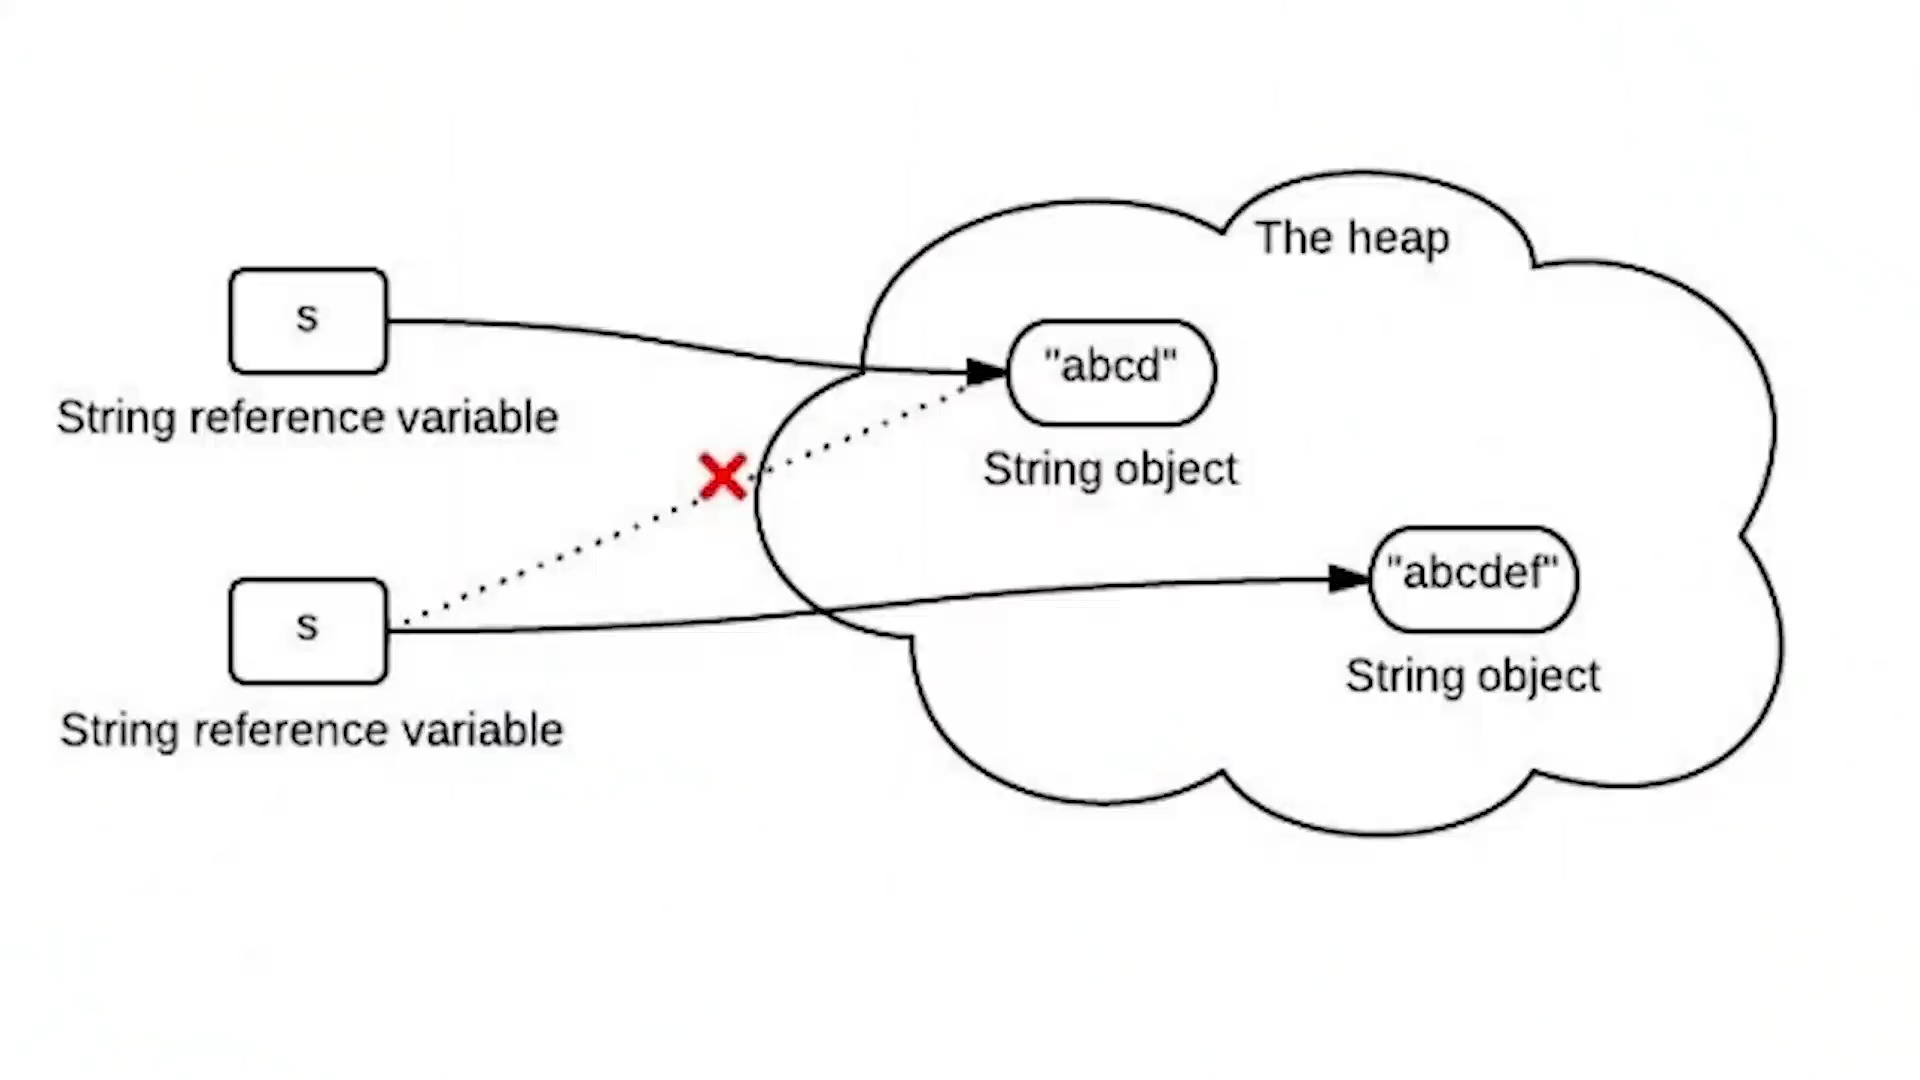 The heap
s
String reference variable
"abcd"
String object
s
String reference variable
"abcdef"
String object